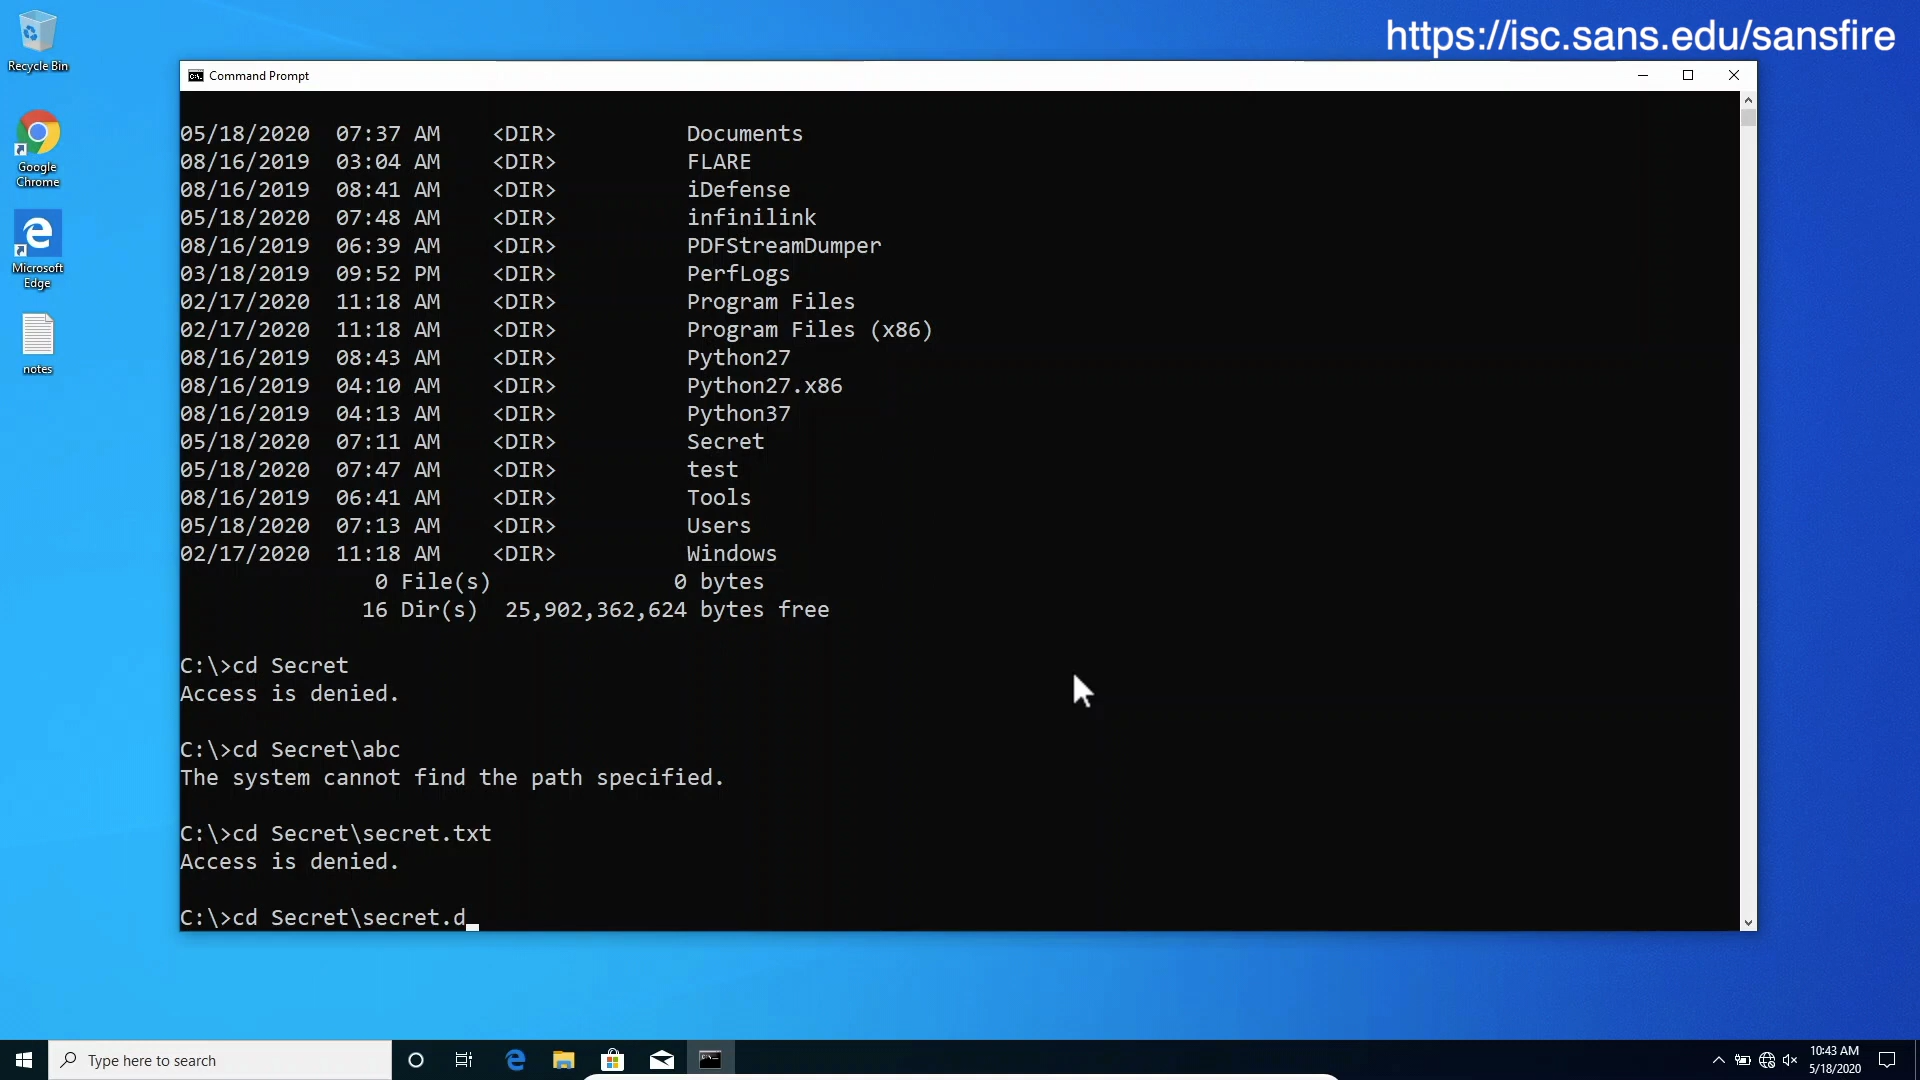 https://isc.sans.edu/sansfire
Recycle Bin
Google
Chrome
Microsoft
Edge
notes
Command Prompt
05/18/2020  07:37 AM    <DIR>          Documents
08/16/2019  03:04 AM    <DIR>          FLARE
08/16/2019  08:41 AM    <DIR>          iDefense
05/18/2020  07:48 AM    <DIR>          infinilink
08/16/2019  06:39 AM    <DIR>          PDFStreamDumper
03/18/2019  09:52 PM    <DIR>          PerfLogs
02/17/2020  11:18 AM    <DIR>          Program Files
02/17/2020  11:18 AM    <DIR>          Program Files (x86)
08/16/2019  08:43 AM    <DIR>          Python27
08/16/2019  04:10 AM    <DIR>          Python27.x86
08/16/2019  04:13 AM    <DIR>          Python37
05/18/2020  07:11 AM    <DIR>          Secret
05/18/2020  07:47 AM    <DIR>          test
08/16/2019  06:41 AM    <DIR>          Tools
05/18/2020  07:13 AM    <DIR>          Users
02/17/2020  11:18 AM    <DIR>          Windows
0 File(s)              0 bytes
16 Dir(s)  25,902,362,624 bytes free
C:\>cd Secret
Access is denied.
C:\>cd Secret\abc
The system cannot find the path specified.
C:\>cd Secret\secret.txt
Access is denied.
C:\>cd Secret\secret.d
Type here to search
10:43 AM
5/18/2020